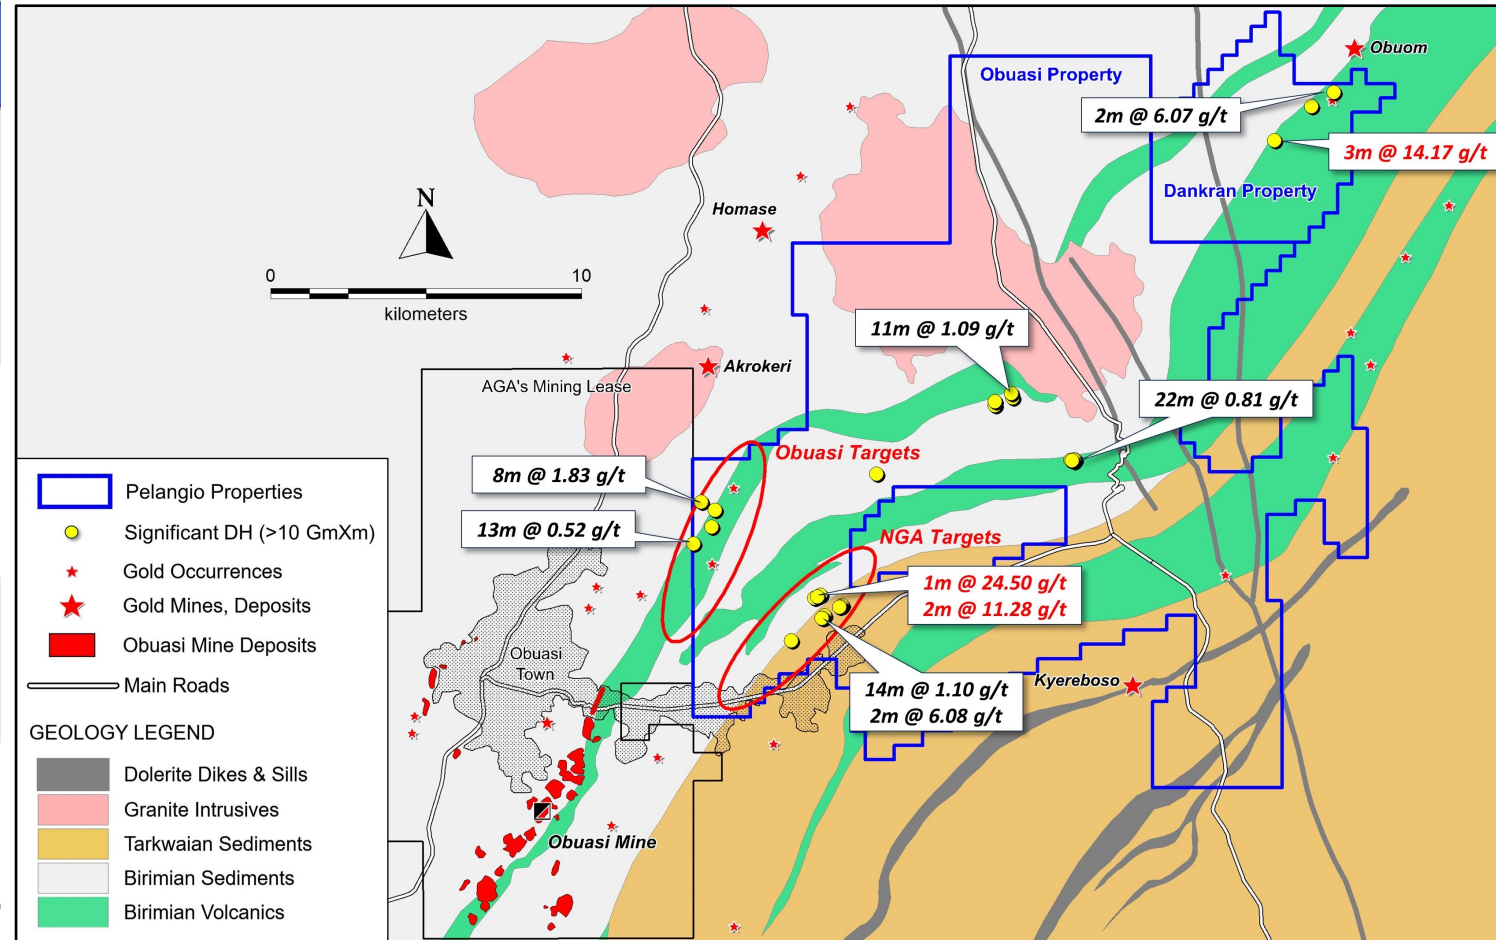 Obuom
Obuasi Property
2m @ 6.07 g/t
3m @ 14.17 g/t
Dankran Property
N
Homase
0 10
kilometers
11m @ 1.09 g/t
Akrokeri
AGA's Mining Lease
22m @ 0.81 g/t
Obuasi Targets
8m @ 1.83 g/t
13m @ 0.52 g/t
NGA Targets
1m @ 24.50 g/t
2m @ 11.28 g/t
Obuasi
Town
Kyereboso
14m @ 1.10 g/t
2m @ 6.08 g/t
Obuasi Mine
Pelangio Properties
Significant DH (>10 GmXm)
Gold Occurrences
Gold Mines, Deposits
Obuasi Mine Deposits
Main Roads
GEOLOGY LEGEND
Dolerite Dikes & Sills
Granite Intrusives
Tarkwaian Sediments
Birimian Sediments
Birimian Volcanics